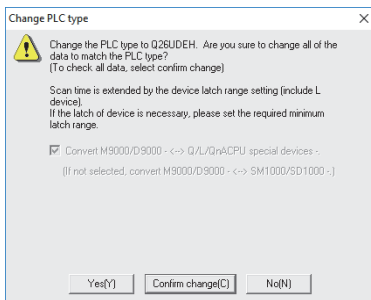 Change PLC type
Change the PLC type to Q26UDEH. Are you sure to change all of the
data to match the PLC type?
(To check all data, select confirm change)
Scan time is extended by the device latch range setting (include L
device).
If the latch of device is necessary, please set the required minimum
latch range.
Convert M9000/D9000 - <--> Q/L/QnACPU special devices -.
(If not selected, convert M9000/D9000 - <--> SM1000/SD1000 -.)
Yes(Y)
Confirm change(C)
No(N)